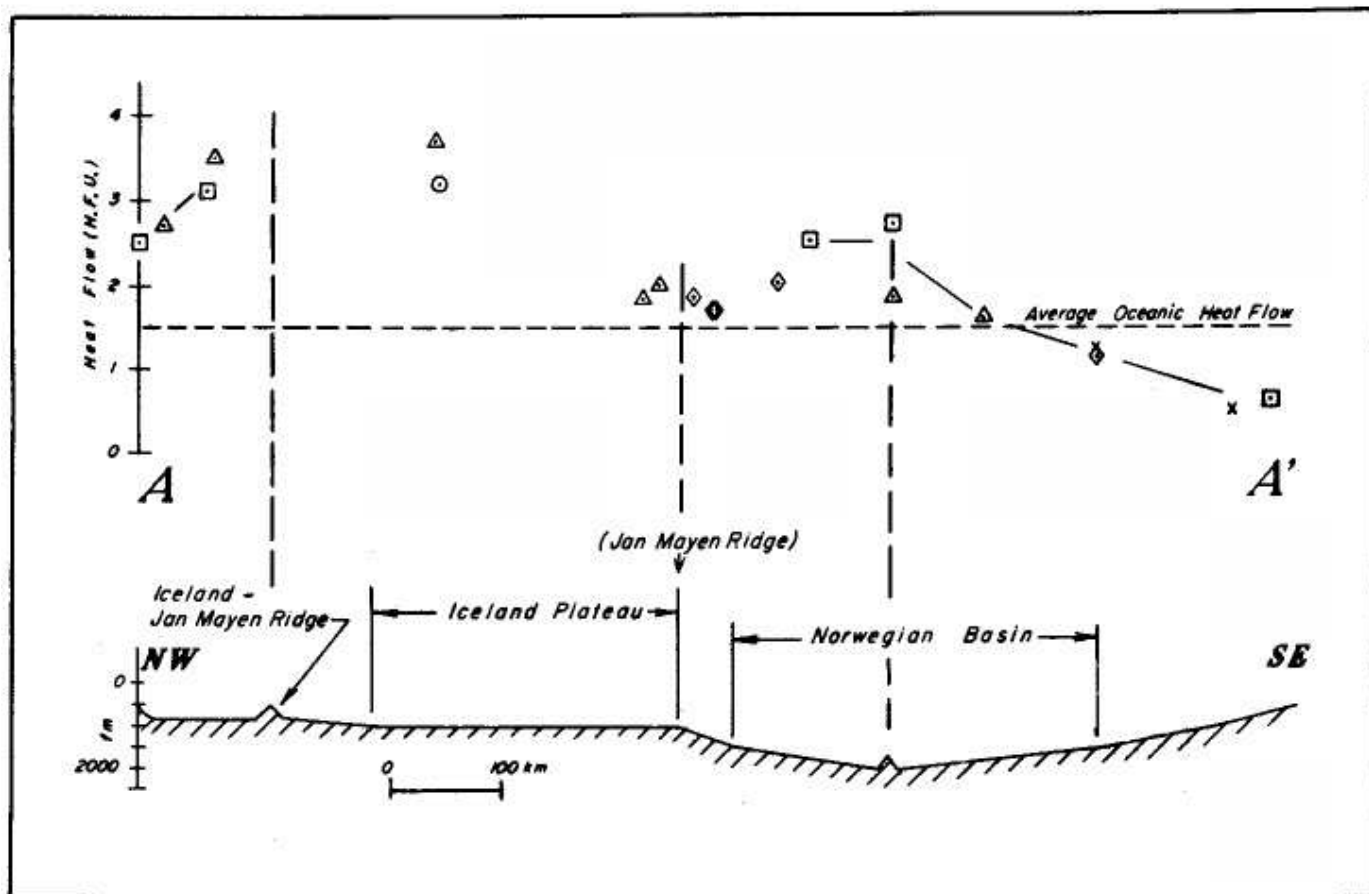 4
3
2
1
0
Heat Flow (H.F.U.)
Average Oceanic Heat Flow
A
A'
(Jan Mayen Ridge)
Iceland -
Jan Mayen Ridge
Iceland Plateau
Norwegian Basin
NW
SE
0
fm
2000
0 100 km